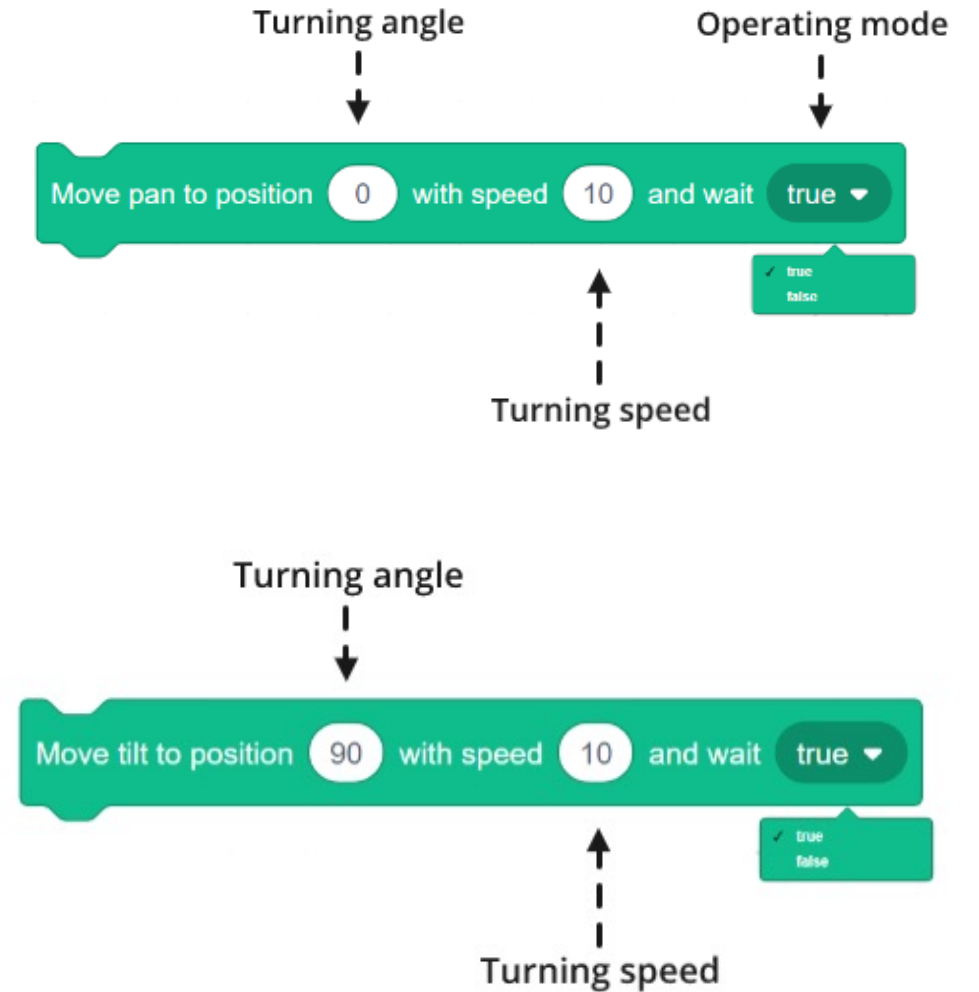 Turning angle
Operating mode
Move pan to position 0 with speed 10 and wait true
true
false
Turning speed
Turning angle
Move tilt to position 90 with speed 10 and wait true
true
false
Turning speed